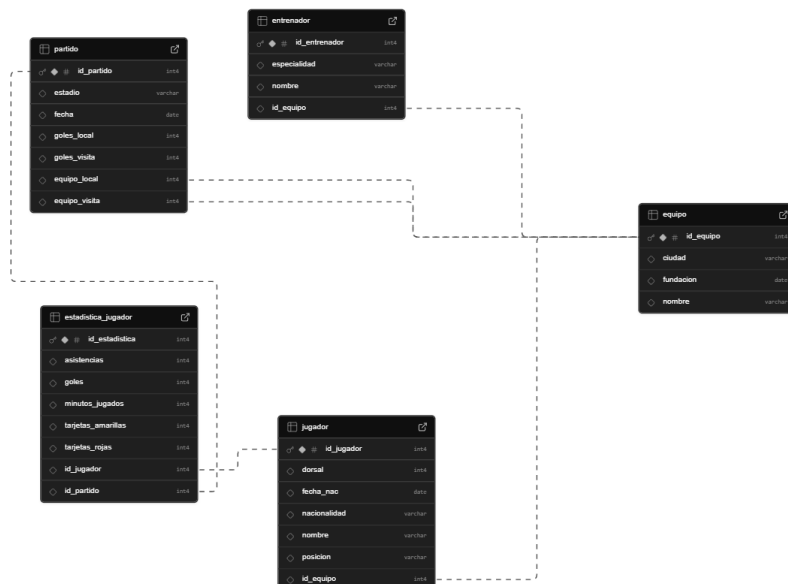 entrenador
id_entrenador int4
especialidad varchar
nombre varchar
id_equipo int4
partido
id_partido int4
estadio varchar
fecha date
goles_local int4
goles_visita int4
equipo_local int4
equipo_visita int4
equipo
id_equipo int4
ciudad varchar
fundacion date
nombre varchar
estadistica_jugador
id_estadistica int4
asistencias int4
goles int4
minutos_jugados int4
tarjetas_amarillas int4
tarjetas_rojas int4
id_jugador int4
id_partido int4
jugador
id_jugador int4
dorsal int4
fecha_nac date
nacionalidad varchar
nombre varchar
posicion varchar
id_equipo int4